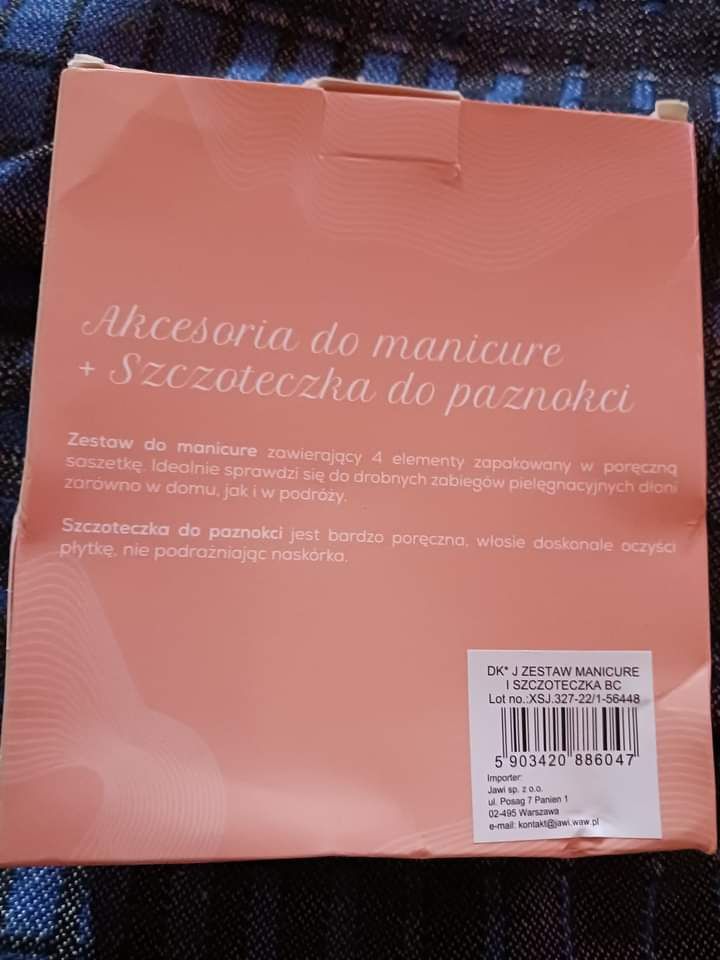 Akcesoria do manicure
+ Szczoteczka do paznokci
Zestaw do manicure zawierający 4 elementy zapakowany w poręczną
saszetkę. Idealnie sprawdzi się do drobnych zabiegów pielęgnacyjnych dłoni
zarówno w domu, jak i w podróży.
Szczoteczka do paznokci jest bardzo poręczna, włosie doskonale oczyści
płytkę, nie podrażniając naskórka.
DK* J ZESTAW MANICURE
I SZCZOTECZKA BC
Lot no.:XSJ.327-22/1-56448
5 903420 886047
Importer:
Jawi sp. z o.o.
ul. Posag 7 Panien 1
02-495 Warszawa
e-mail: kontakt@jawi.waw.pl